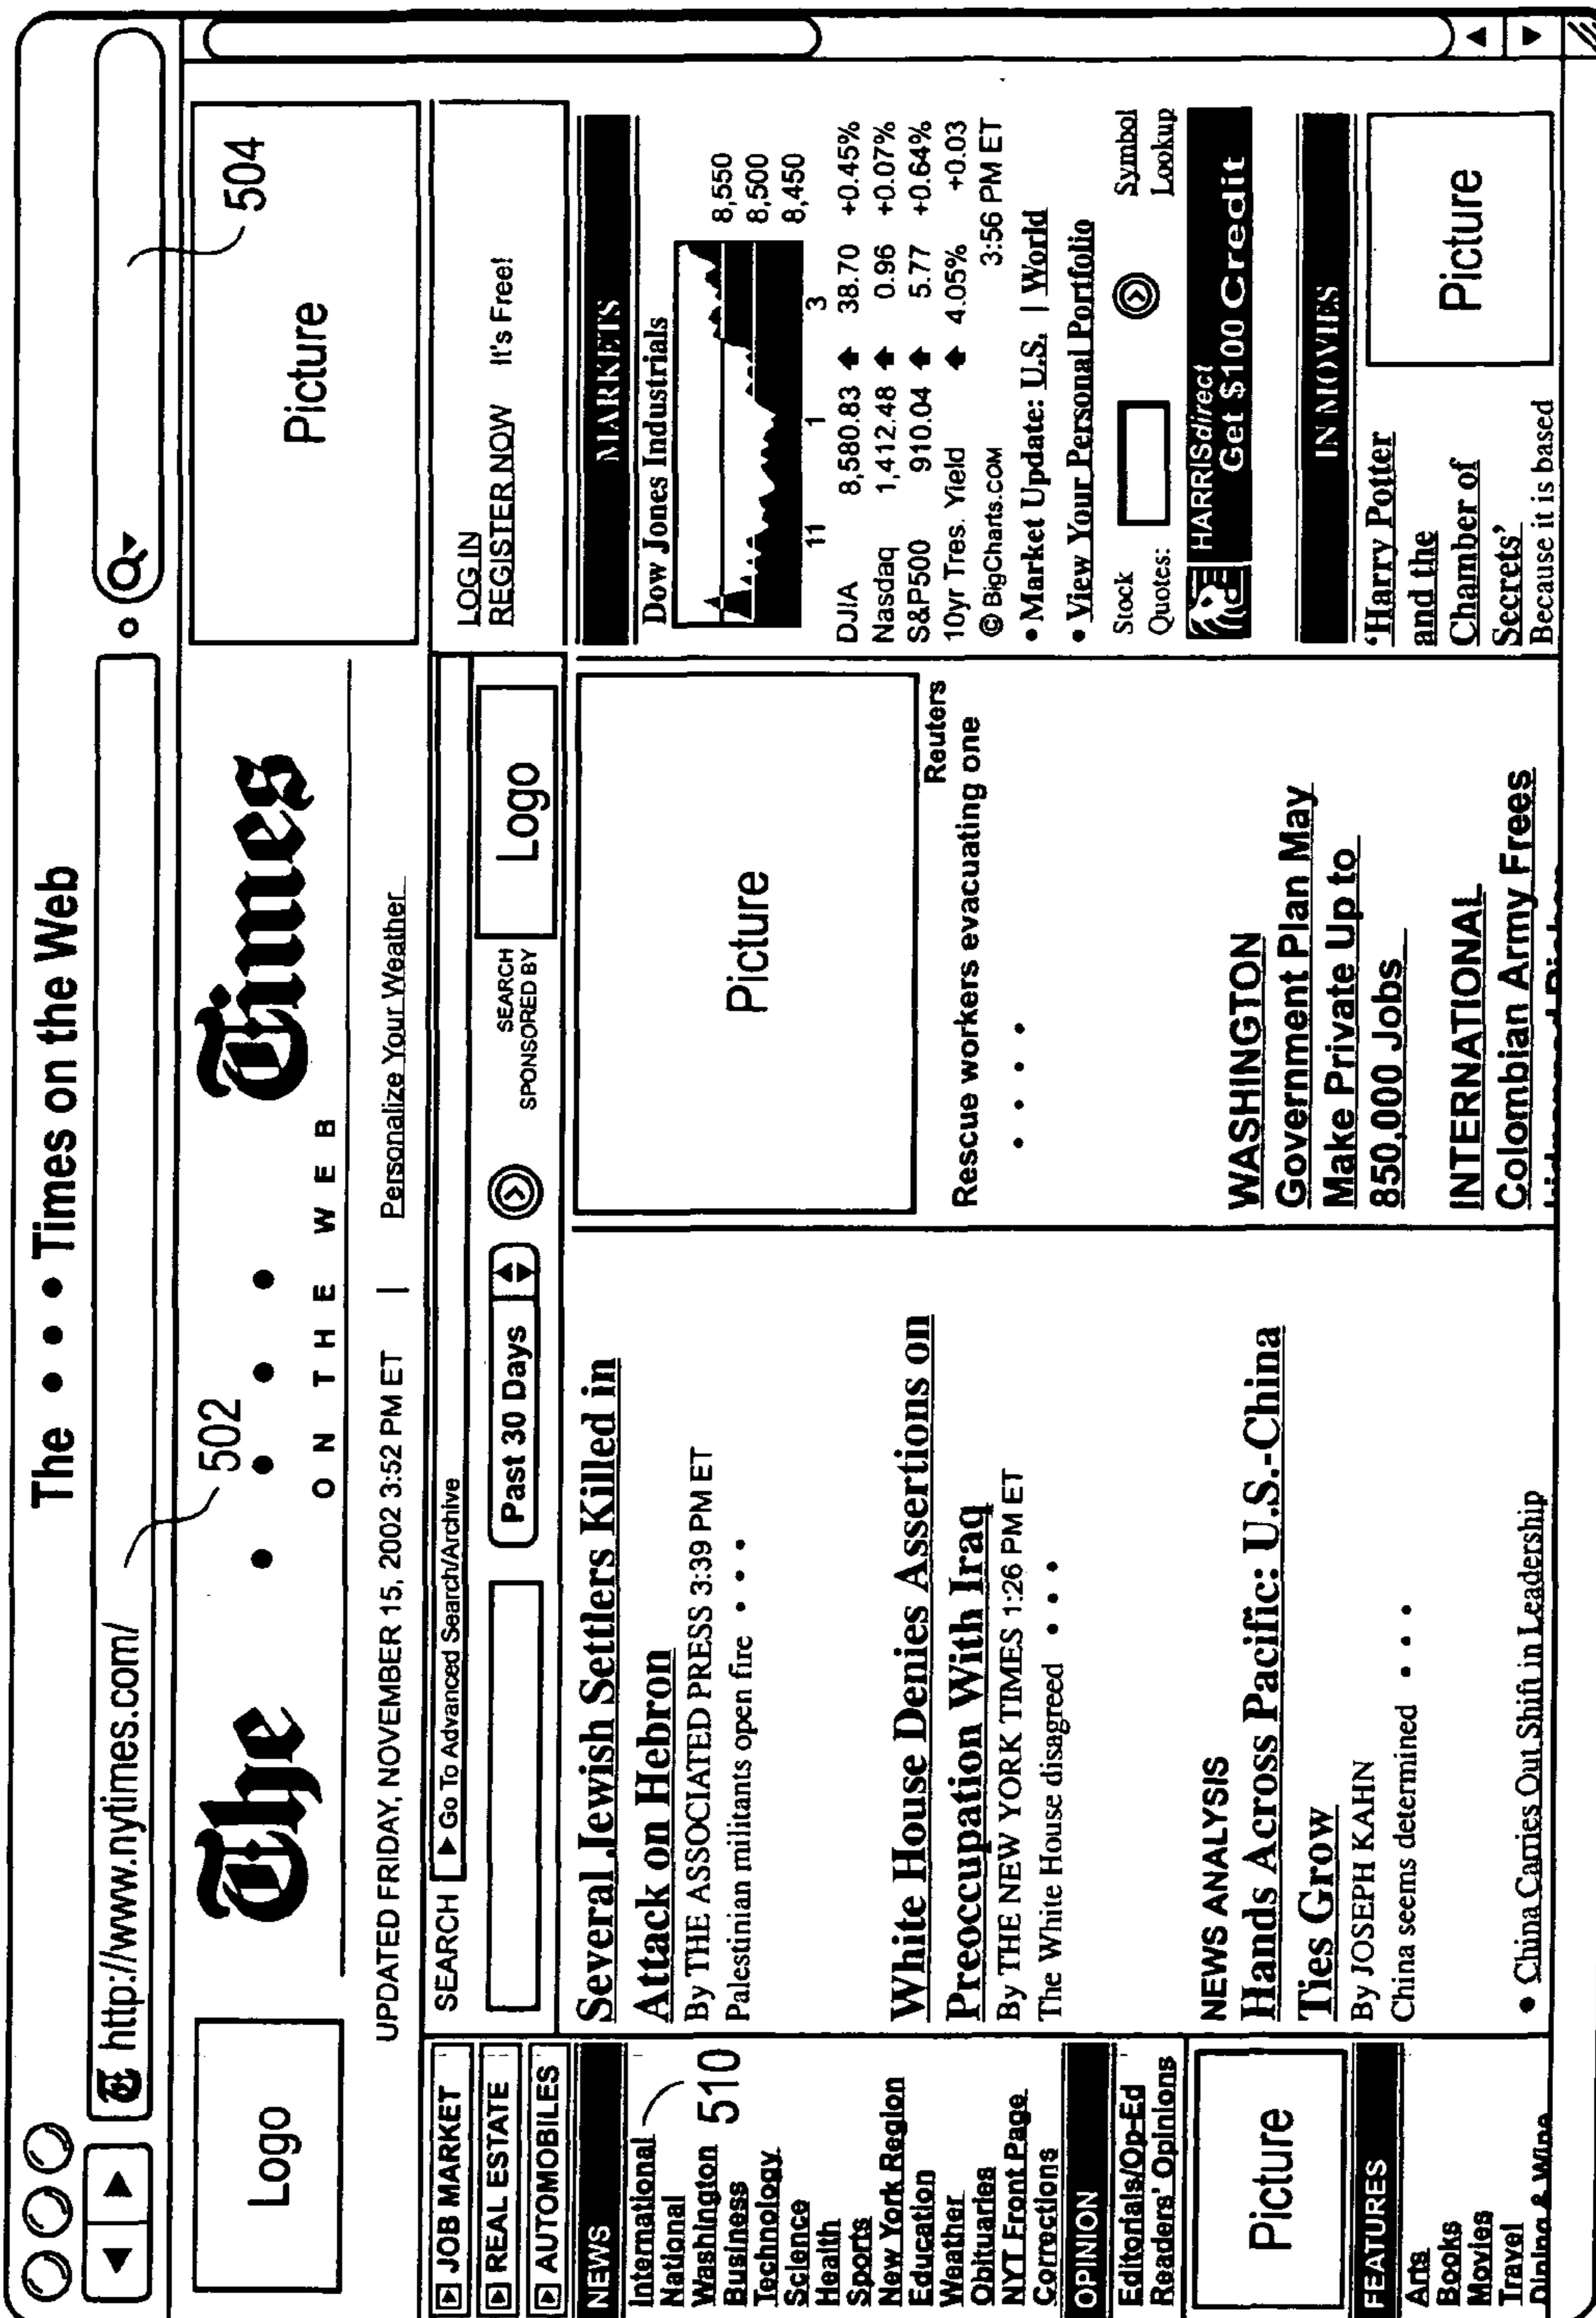 The • • • Times on the Web
http://www.nytimes.com/
502
504
Logo
The • • • • Times
ON THE WEB
Picture
UPDATED FRIDAY, NOVEMBER 15, 2002 3:52 PM ET | Personalize Your Weather
JOB MARKET
REAL ESTATE
AUTOMOBILES
SEARCH ▶ Go To Advanced Search/Archive
Past 30 Days
SEARCH
SPONSORED BY
Logo
LOG IN
REGISTER NOW It's Free!
NEWS
International
National
Washington
510
Business
Technology
Science
Health
Sports
New York Region
Education
Weather
Obituaries
NYT Front Page
Corrections
OPINION
Editorials/Op-Ed
Readers' Opinions
Picture
FEATURES
Arts
Books
Movies
Travel
Dining & Wine
Several Jewish Settlers Killed in
Attack on Hebron
By THE ASSOCIATED PRESS 3:39 PM ET
Palestinian militants open fire • • •
White House Denies Assertions on
Preoccupation With Iraq
By THE NEW YORK TIMES 1:26 PM ET
The White House disagreed • • •
NEWS ANALYSIS
Hands Across Pacific: U.S.-China
Ties Grow
By JOSEPH KAHN
China seems determined • • •
• China Carries Out Shift in Leadership
Picture
Reuters
Rescue workers evacuating one
• • • •
WASHINGTON
Government Plan May
Make Private Up to
850,000 Jobs
INTERNATIONAL
Colombian Army Frees
MARKETS
Dow Jones Industrials
8,550
8,500
8,450
11 1 3
DJIA 8,580.83 38.70 +0.45%
Nasdaq 1,412.48 0.96 +0.07%
S&P500 910.04 5.77 +0.64%
10yr Tres. Yield 4.05% +0.03
© BigCharts.COM 3:56 PM ET
• Market Update: U.S. | World
• View Your Personal Portfolio
Stock
Quotes:
Symbol
Lookup
HARRISdirect
Get $100 Credit
IN MOVIES
'Harry Potter
and the
Chamber of
Secrets'
Because it is based
Picture